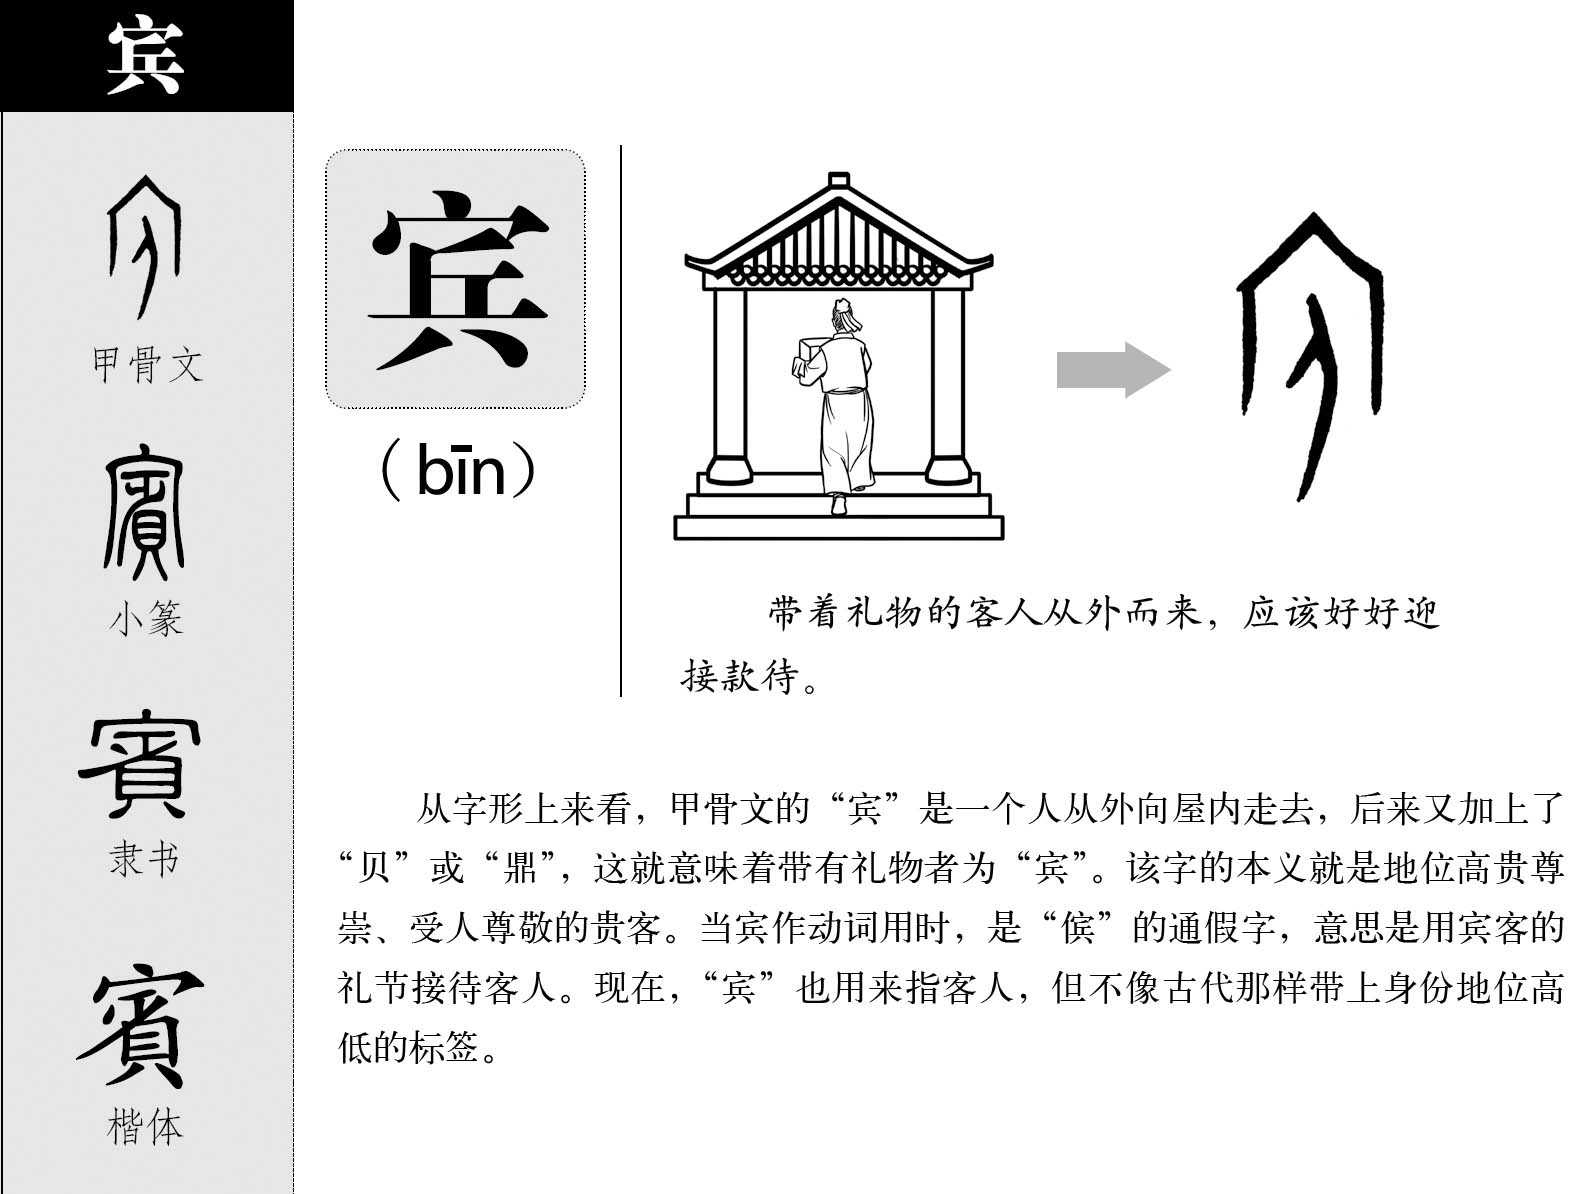 宾
甲骨文
賓
小篆
賓
隶书
賓
楷体
宾
（bīn）
带着礼物的客人从外而来，应该好好迎
接款待。
从字形上来看，甲骨文的“宾”是一个人从外向屋内走去，后来又加上了
“贝”或“鼎”，这就意味着带有礼物者为“宾”。该字的本义就是地位高贵尊
崇、受人尊敬的贵客。当宾作动词用时，是“傧”的通假字，意思是用宾客的
礼节接待客人。现在，“宾”也用来指客人，但不像古代那样带上身份地位高
低的标签。